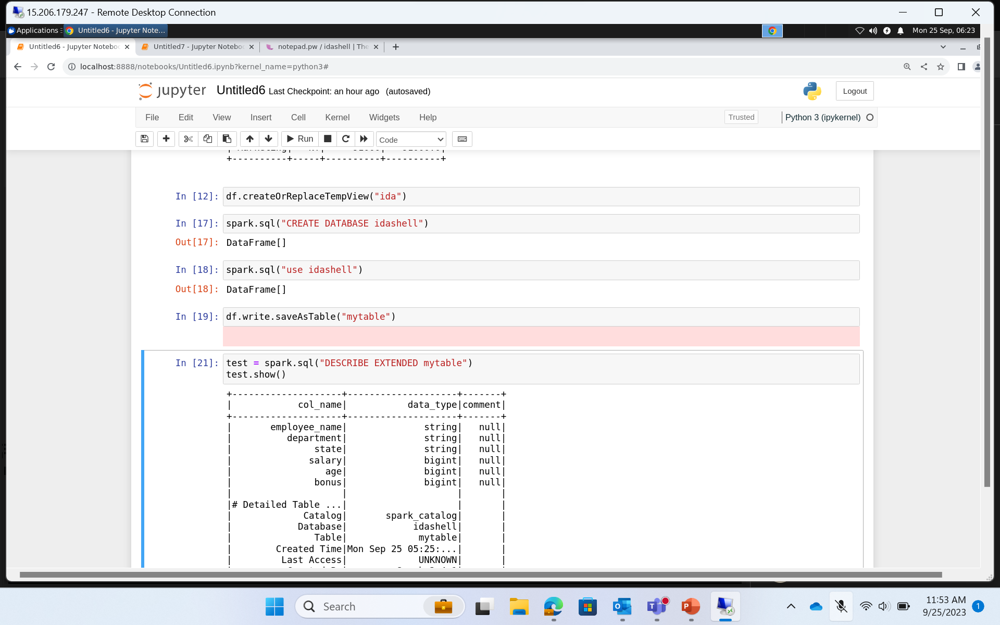 15.206.179.247 - Remote Desktop Connection
Applications
Untitled6 - Jupyter Note...
Mon 25 Sep, 06:23
Untitled6 - Jupyter Notebo
Untitled7 - Jupyter Notebo
notepad.pw / idashell | The
localhost:8888/notebooks/Untitled6.ipynb?kernel_name=python3#
jupyter Untitled6 Last Checkpoint: an hour ago (autosaved)
Logout
File Edit View Insert Cell Kernel Widgets Help
Trusted
Python 3 (ipykernel)
Run
Code
+----------+-----+----------+----------+
In [12]: df.createOrReplaceTempView("ida")
In [17]: spark.sql("CREATE DATABASE idashell")
Out[17]: DataFrame[]
In [18]: spark.sql("use idashell")
Out[18]: DataFrame[]
In [19]: df.write.saveAsTable("mytable")
In [21]: test = spark.sql("DESCRIBE EXTENDED mytable")
test.show()
+--------------------+--------------------+-------+
|            col_name|           data_type|comment|
+--------------------+--------------------+-------+
|       employee_name|              string|   null|
|          department|              string|   null|
|               state|              string|   null|
|              salary|              bigint|   null|
|                 age|              bigint|   null|
|               bonus|              bigint|   null|
|                    |                    |       |
|# Detailed Table ...|                    |       |
|             Catalog|       spark_catalog|       |
|            Database|            idashell|       |
|               Table|             mytable|       |
|        Created Time|Mon Sep 25 05:25:...|       |
|         Last Access|             UNKNOWN|       |
Search
11:53 AM
9/25/2023
1